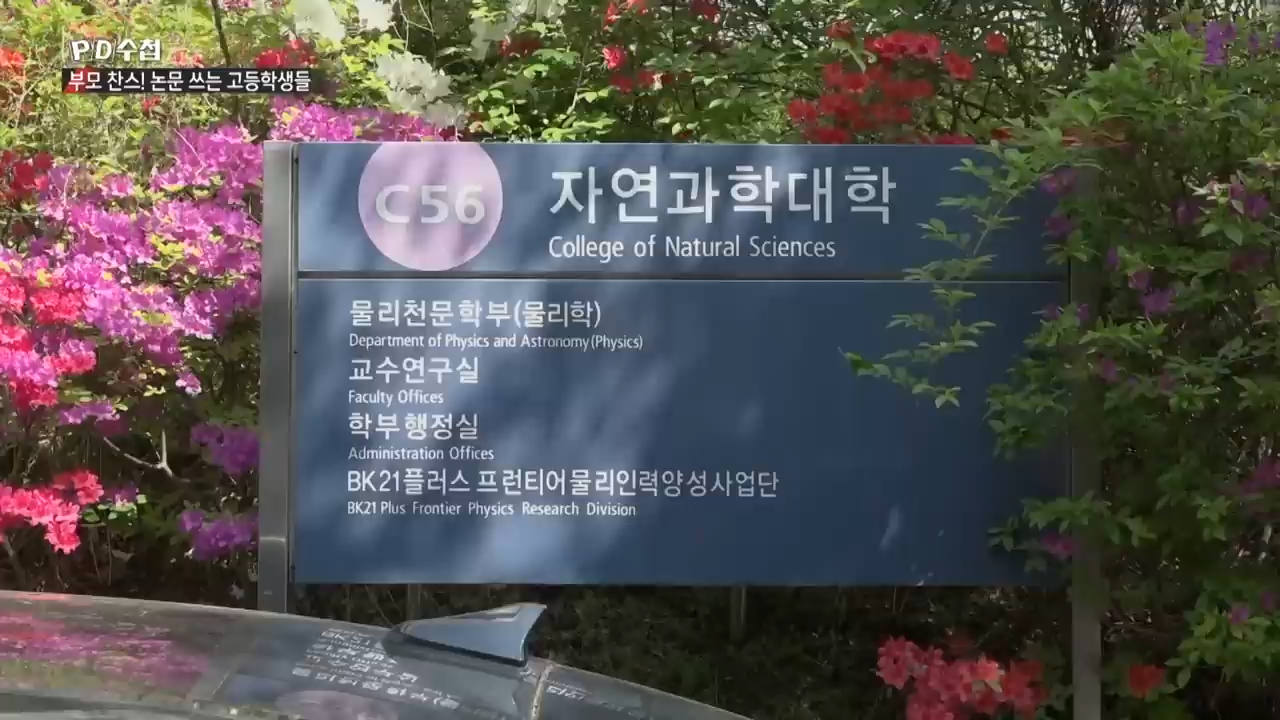 PD수첩
부모 찬스! 논문 쓰는 고등학생들
C56
자연과학대학
College of Natural Sciences
물리천문학부(물리학)
Department of Physics and Astronomy(Physics)
교수연구실
Faculty Offices
학부행정실
Administration Offices
BK21플러스 프런티어물리인력양성사업단
BK21 Plus Frontier Physics Research Division